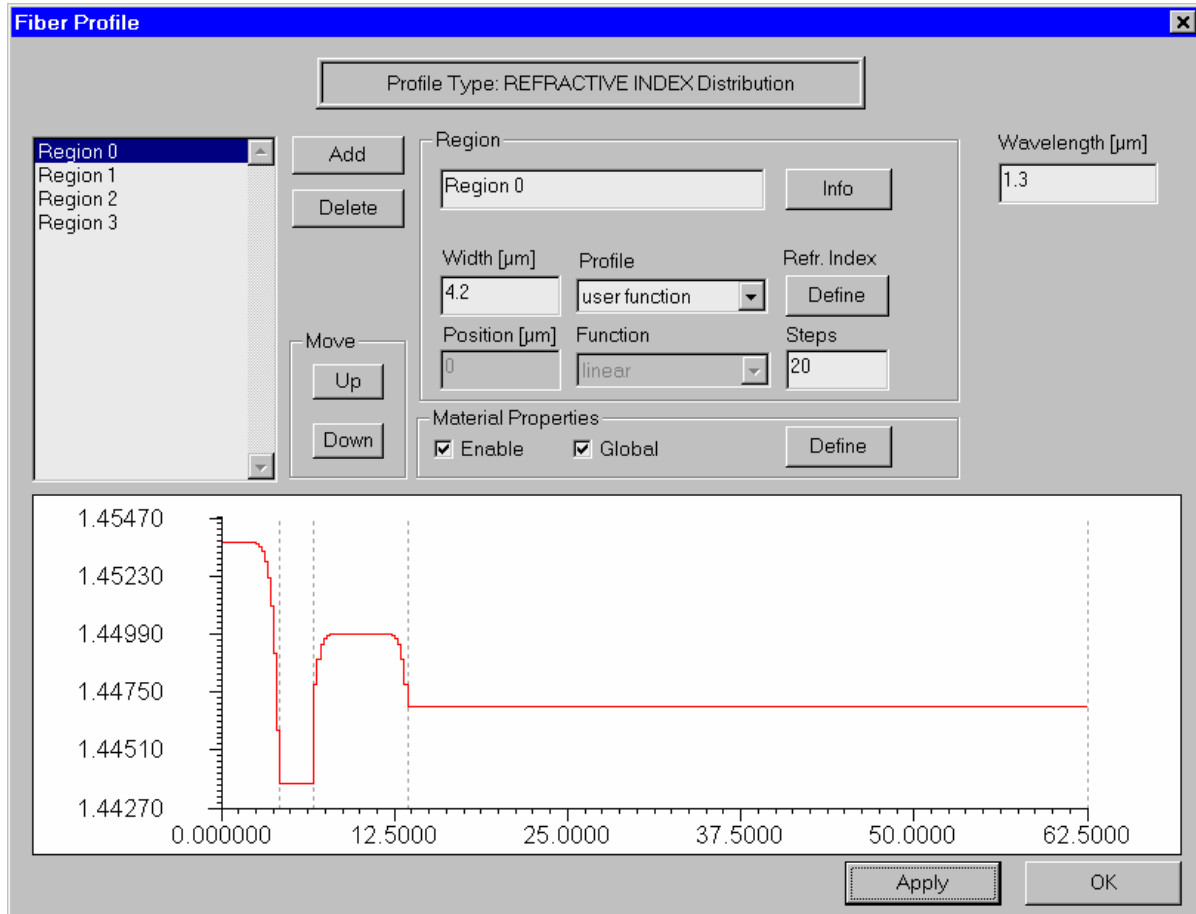 Fiber Profile
Profile Type: REFRACTIVE INDEX Distribution
Region 0
Region 1
Region 2
Region 3
Add
Delete
Move
Up
Down
Region
Region 0
Info
Width [µm]
Profile
Refr. Index
4.2
user function
Define
Position [µm]
Function
Steps
0
linear
20
Material Properties
Enable
Global
Define
Wavelength [µm]
1.3
1.45470
1.45230
1.44990
1.44750
1.44510
1.44270
0.000000 12.5000 25.0000 37.5000 50.0000 62.5000
Apply
OK